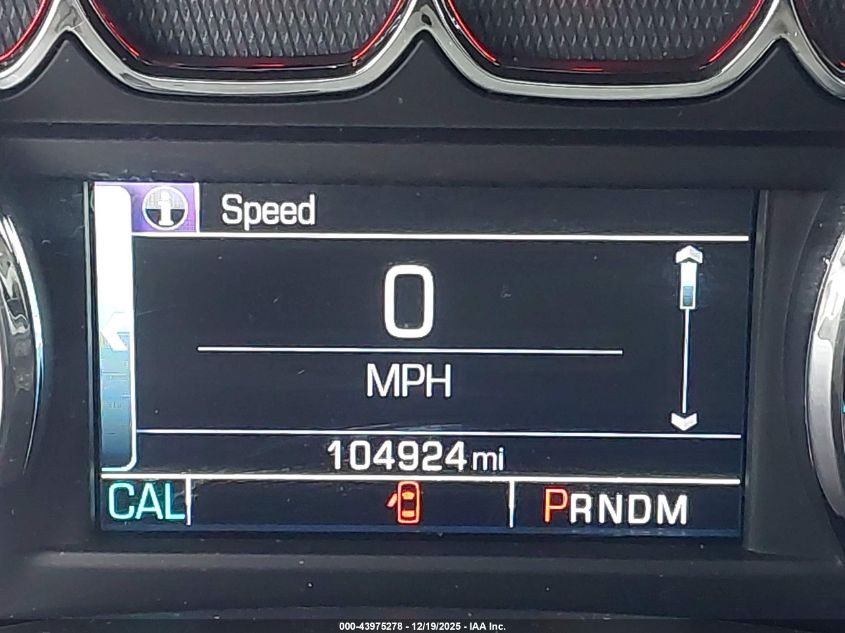 i Speed
0
MPH
104924 mi
CAL PRNDM
000-43975278 - 12/19/2025 - IAA Inc.